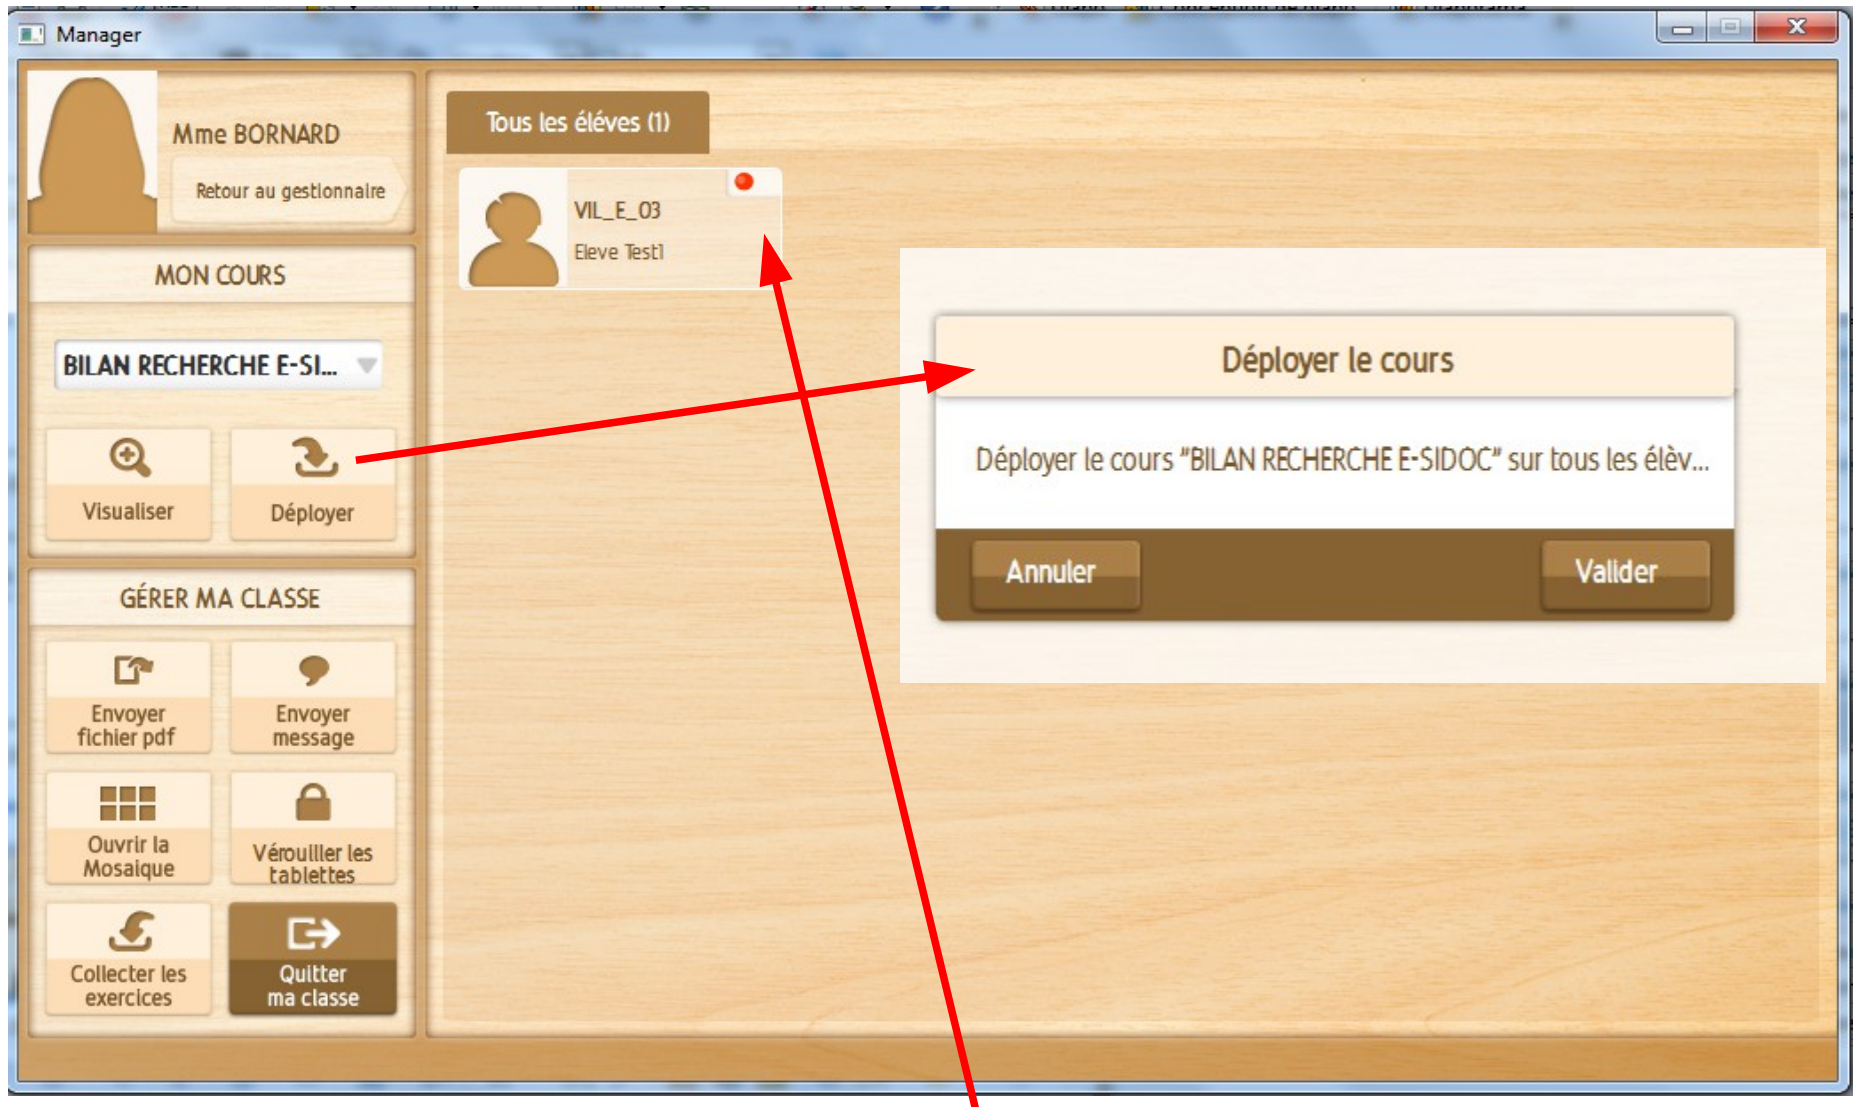 Manager
Mme BORNARD
Retour au gestionnaire
MON COURS
BILAN RECHERCHE E-SI...
Visualiser
Déployer
GÉRER MA CLASSE
Envoyer
fichier pdf
Envoyer
message
Ouvrir la
Mosaique
Vérouiller les
tablettes
Collecter les
exercices
Quitter
ma classe
Tous les éléves (1)
VIL_E_03
Eleve Test1
Déployer le cours
Déployer le cours "BILAN RECHERCHE E-SIDOC" sur tous les élèv...
Annuler
Valider